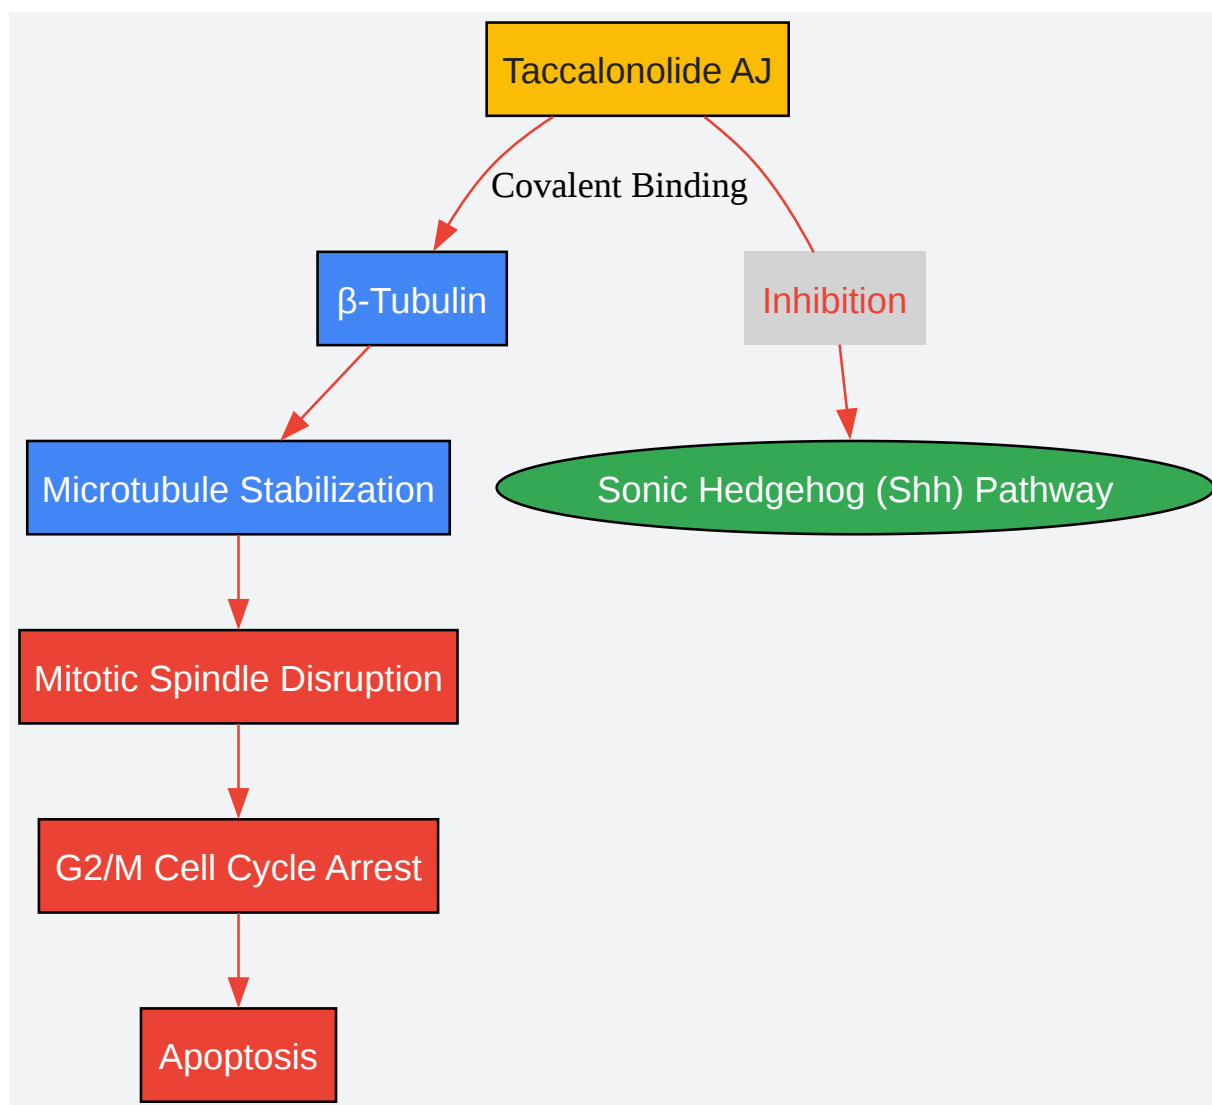 Taccalonolide AJ
Covalent Binding
β-Tubulin
Inhibition
Microtubule Stabilization
Sonic Hedgehog (Shh) Pathway
Mitotic Spindle Disruption
G2/M Cell Cycle Arrest
Apoptosis